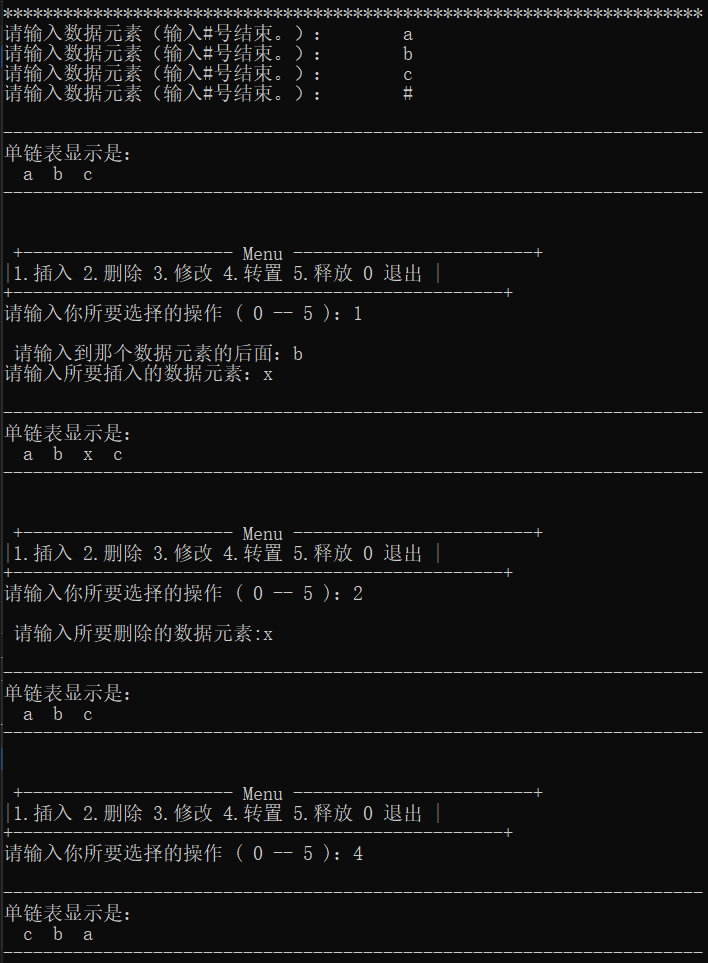 **********************************************************************
请输入数据元素（输入#号结束。）：        a
请输入数据元素（输入#号结束。）：        b
请输入数据元素（输入#号结束。）：        c
请输入数据元素（输入#号结束。）：        #
----------------------------------------------------------------------
单链表显示是：
  a  b  c
----------------------------------------------------------------------
 +--------------------- Menu ------------------------+
|1.插入 2.删除 3.修改 4.转置 5.释放 0 退出 |
+-------------------------------------------------+
请输入你所要选择的操作 ( 0 -- 5 ): 1
 请输入到那个数据元素的后面：b
请输入所要插入的数据元素：x
----------------------------------------------------------------------
单链表显示是：
  a  b  x  c
----------------------------------------------------------------------
 +--------------------- Menu ------------------------+
|1.插入 2.删除 3.修改 4.转置 5.释放 0 退出 |
+-------------------------------------------------+
请输入你所要选择的操作 ( 0 -- 5 ): 2
 请输入所要删除的数据元素:x
----------------------------------------------------------------------
单链表显示是：
  a  b  c
----------------------------------------------------------------------
 +--------------------- Menu ------------------------+
|1.插入 2.删除 3.修改 4.转置 5.释放 0 退出 |
+-------------------------------------------------+
请输入你所要选择的操作 ( 0 -- 5 ): 4
----------------------------------------------------------------------
单链表显示是：
  c  b  a
----------------------------------------------------------------------